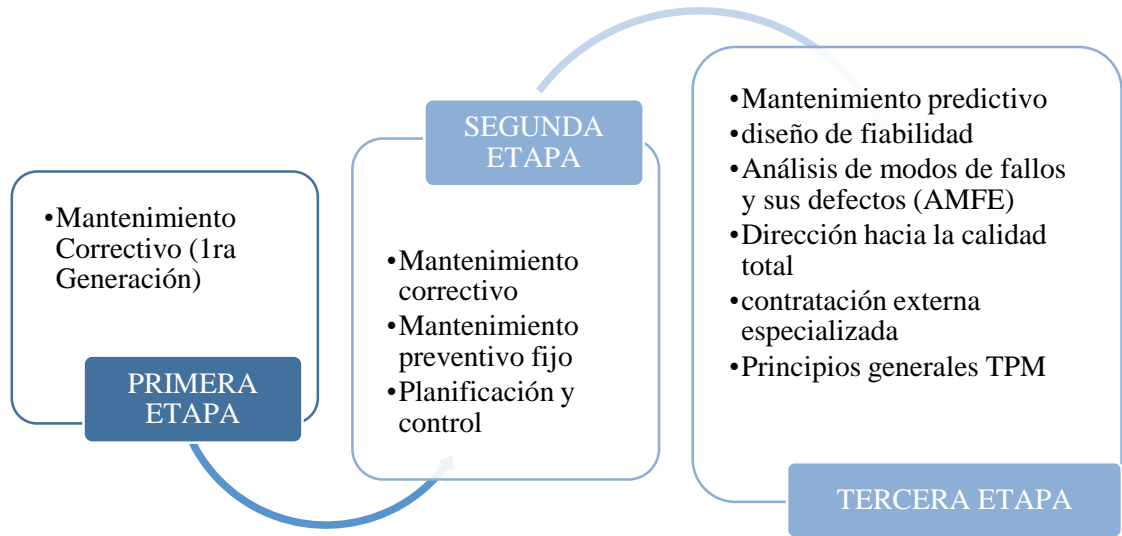 •Mantenimiento
Correctivo (1ra
Generación)
PRIMERA
ETAPA
SEGUNDA
ETAPA
•Mantenimiento
correctivo
•Mantenimiento
preventivo fijo
•Planificación y
control
•Mantenimiento predictivo
•diseño de fiabilidad
•Análisis de modos de fallos
y sus defectos (AMFE)
•Dirección hacia la calidad
total
•contratación externa
especializada
•Principios generales TPM
TERCERA ETAPA